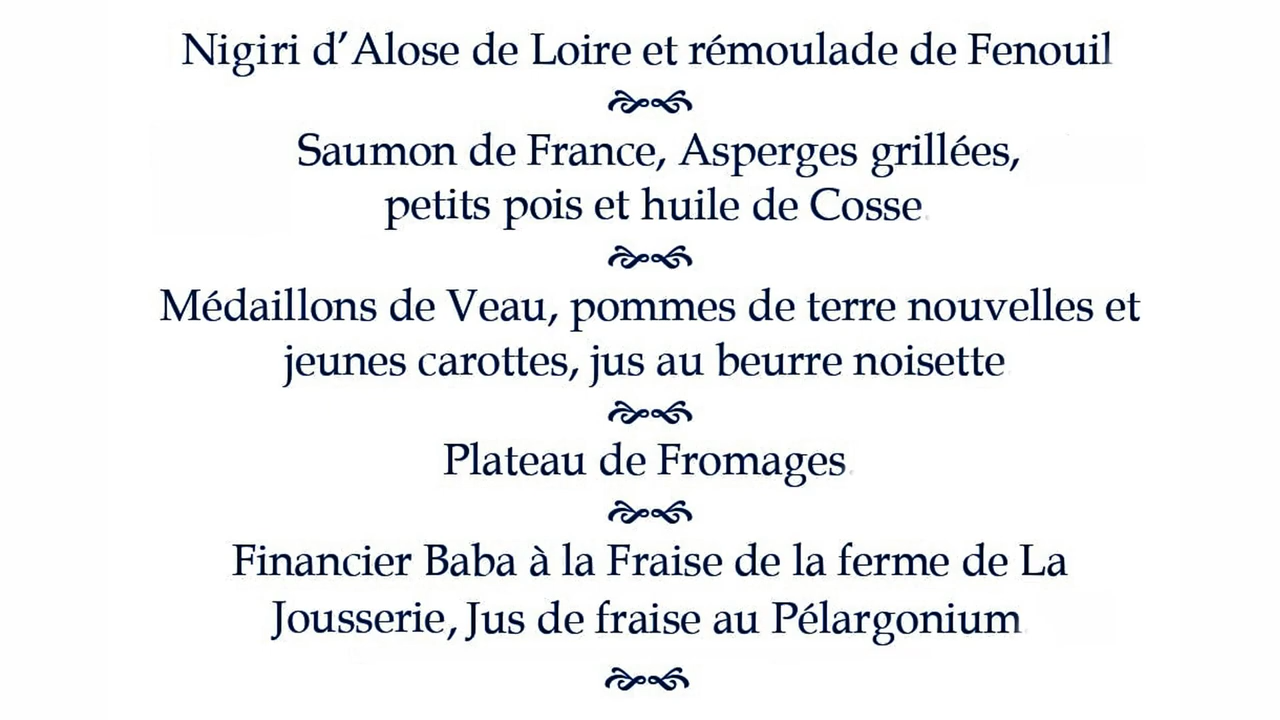 Nigiri d’Alose de Loire et rémoulade de Fenouil
Saumon de France, Asperges grillées,
petits pois et huile de Cosse
Médaillons de Veau, pommes de terre nouvelles et
jeunes carottes, jus au beurre noisette
Plateau de Fromages
Financier Baba à la Fraise de la ferme de La
Jousserie, Jus de fraise au Pélargonium